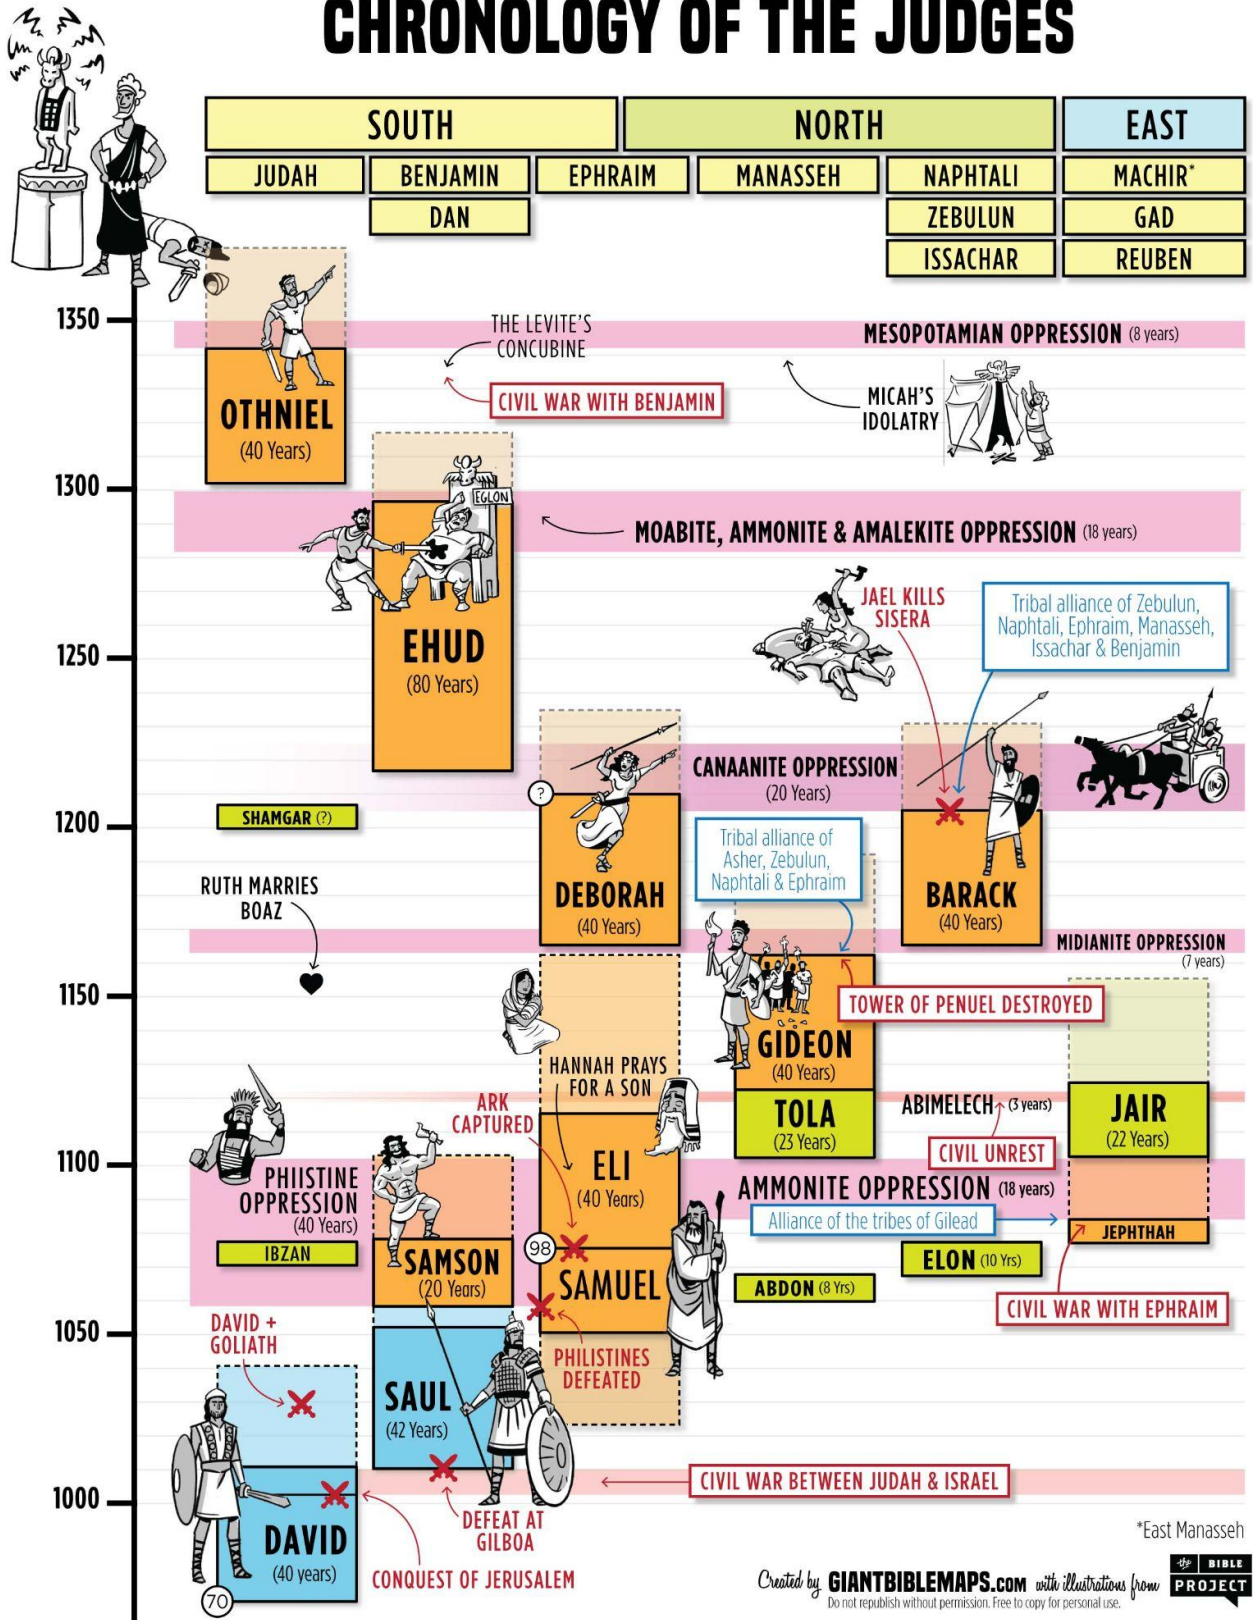 CHRONOLOGY OF THE JUDGES
SOUTH
NORTH
EAST
JUDAH
BENJAMIN
EPHRAIM
MANASSEH
NAPHTALI
MACHIR*
DAN
ZEBULUN
GAD
ISSACHAR
REUBEN
1350
THE LEVITE'S
CONCUBINE
MESOPOTAMIAN OPPRESSION (8 years)
CIVIL WAR WITH BENJAMIN
MICAH'S
IDOLATRY
OTHNIEL
(40 Years)
1300
EGLON
MOABITE, AMMONITE & AMALEKITE OPPRESSION (18 years)
JAEL KILLS
SISERA
Tribal alliance of Zebulun,
Naphtali, Ephraim, Manasseh,
Issachar & Benjamin
EHUD
(80 Years)
1250
CANAANITE OPPRESSION
(20 Years)
?
SHAMGAR (?)
1200
Tribal alliance of
Asher, Zebulun,
Naphtali & Ephraim
DEBORAH
(40 Years)
BARACK
(40 Years)
RUTH MARRIES
BOAZ
MIDIANITE OPPRESSION
(7 years)
1150
TOWER OF PENUEL DESTROYED
GIDEON
(40 Years)
HANNAH PRAYS
FOR A SON
ARK
CAPTURED
TOLA
(23 Years)
ABIMELECH (3 years)
JAIR
(22 Years)
CIVIL UNREST
1100
PHIISTINE
OPPRESSION
(40 Years)
ELI
(40 Years)
AMMONITE OPPRESSION (18 years)
Alliance of the tribes of Gilead
JEPHTHAH
IBZAN
98
SAMSON
(20 Years)
SAMUEL
ELON (10 Yrs)
ABDON (8 Yrs)
CIVIL WAR WITH EPHRAIM
1050
DAVID +
GOLIATH
PHILISTINES
DEFEATED
SAUL
(42 Years)
CIVIL WAR BETWEEN JUDAH & ISRAEL
1000
DEFEAT AT
GILBOA
DAVID
(40 years)
CONQUEST OF JERUSALEM
70
*East Manasseh
Created by GIANTBIBLEMAPS.COM with illustrations from the BIBLE PROJECT
Do not republish without permission. Free to copy for personal use.